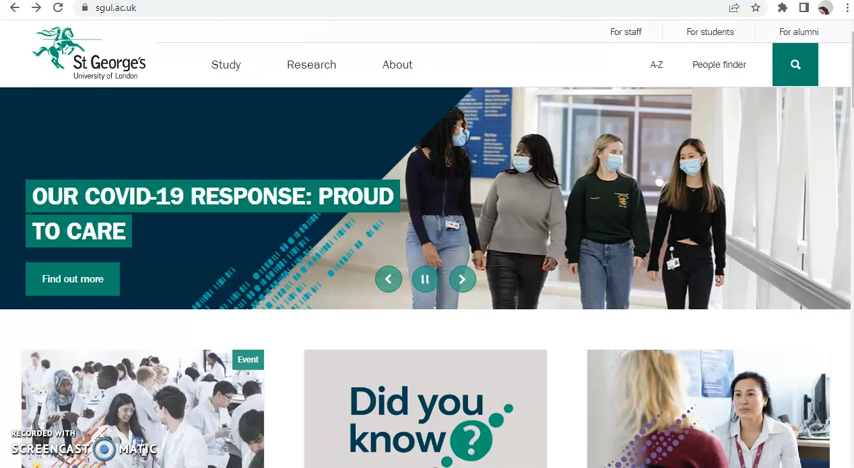 sgul.ac.uk
For staff
For students
For alumni
St George's
University of London
Study
Research
About
A-Z
People finder
OUR COVID-19 RESPONSE: PROUD
TO CARE
Find out more
Event
Did you
know?
RECORDED WITH
SCREENCAST MATIC